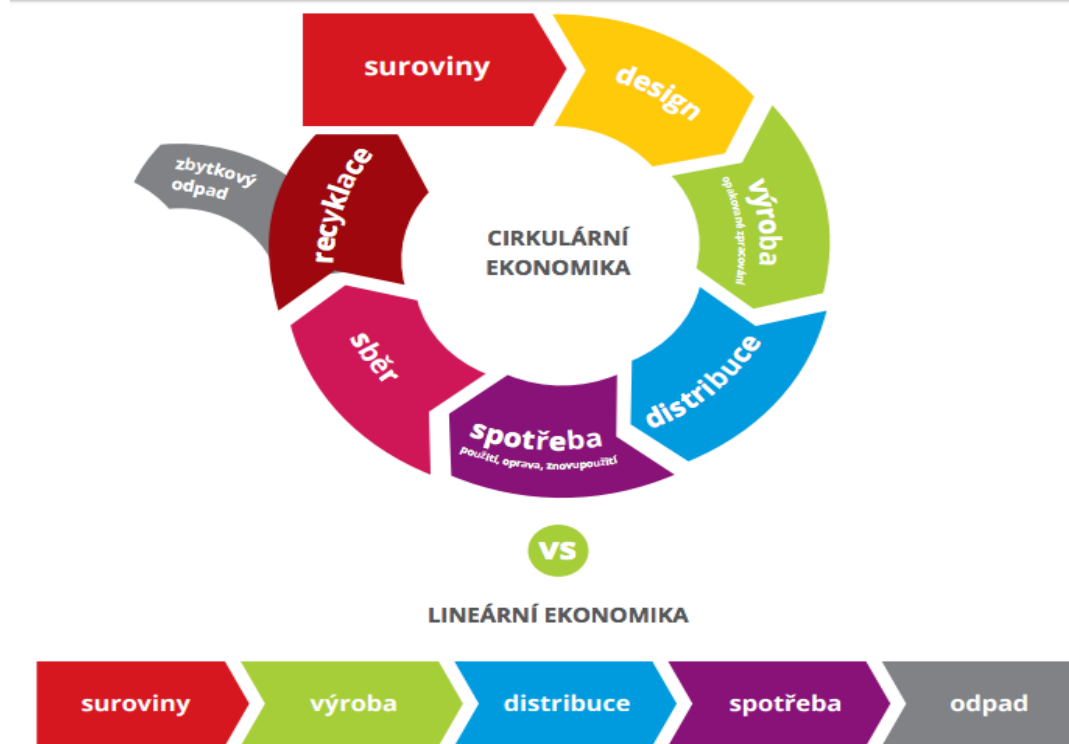 suroviny
design
výroba
opakované zpracování
distribuce
spotřeba
použití, oprava, znovupoužití
sběr
recyklace
zbytkový
odpad
CIRKULÁRNÍ
EKONOMIKA
vs
LINEÁRNÍ EKONOMIKA
suroviny
výroba
distribuce
spotřeba
odpad